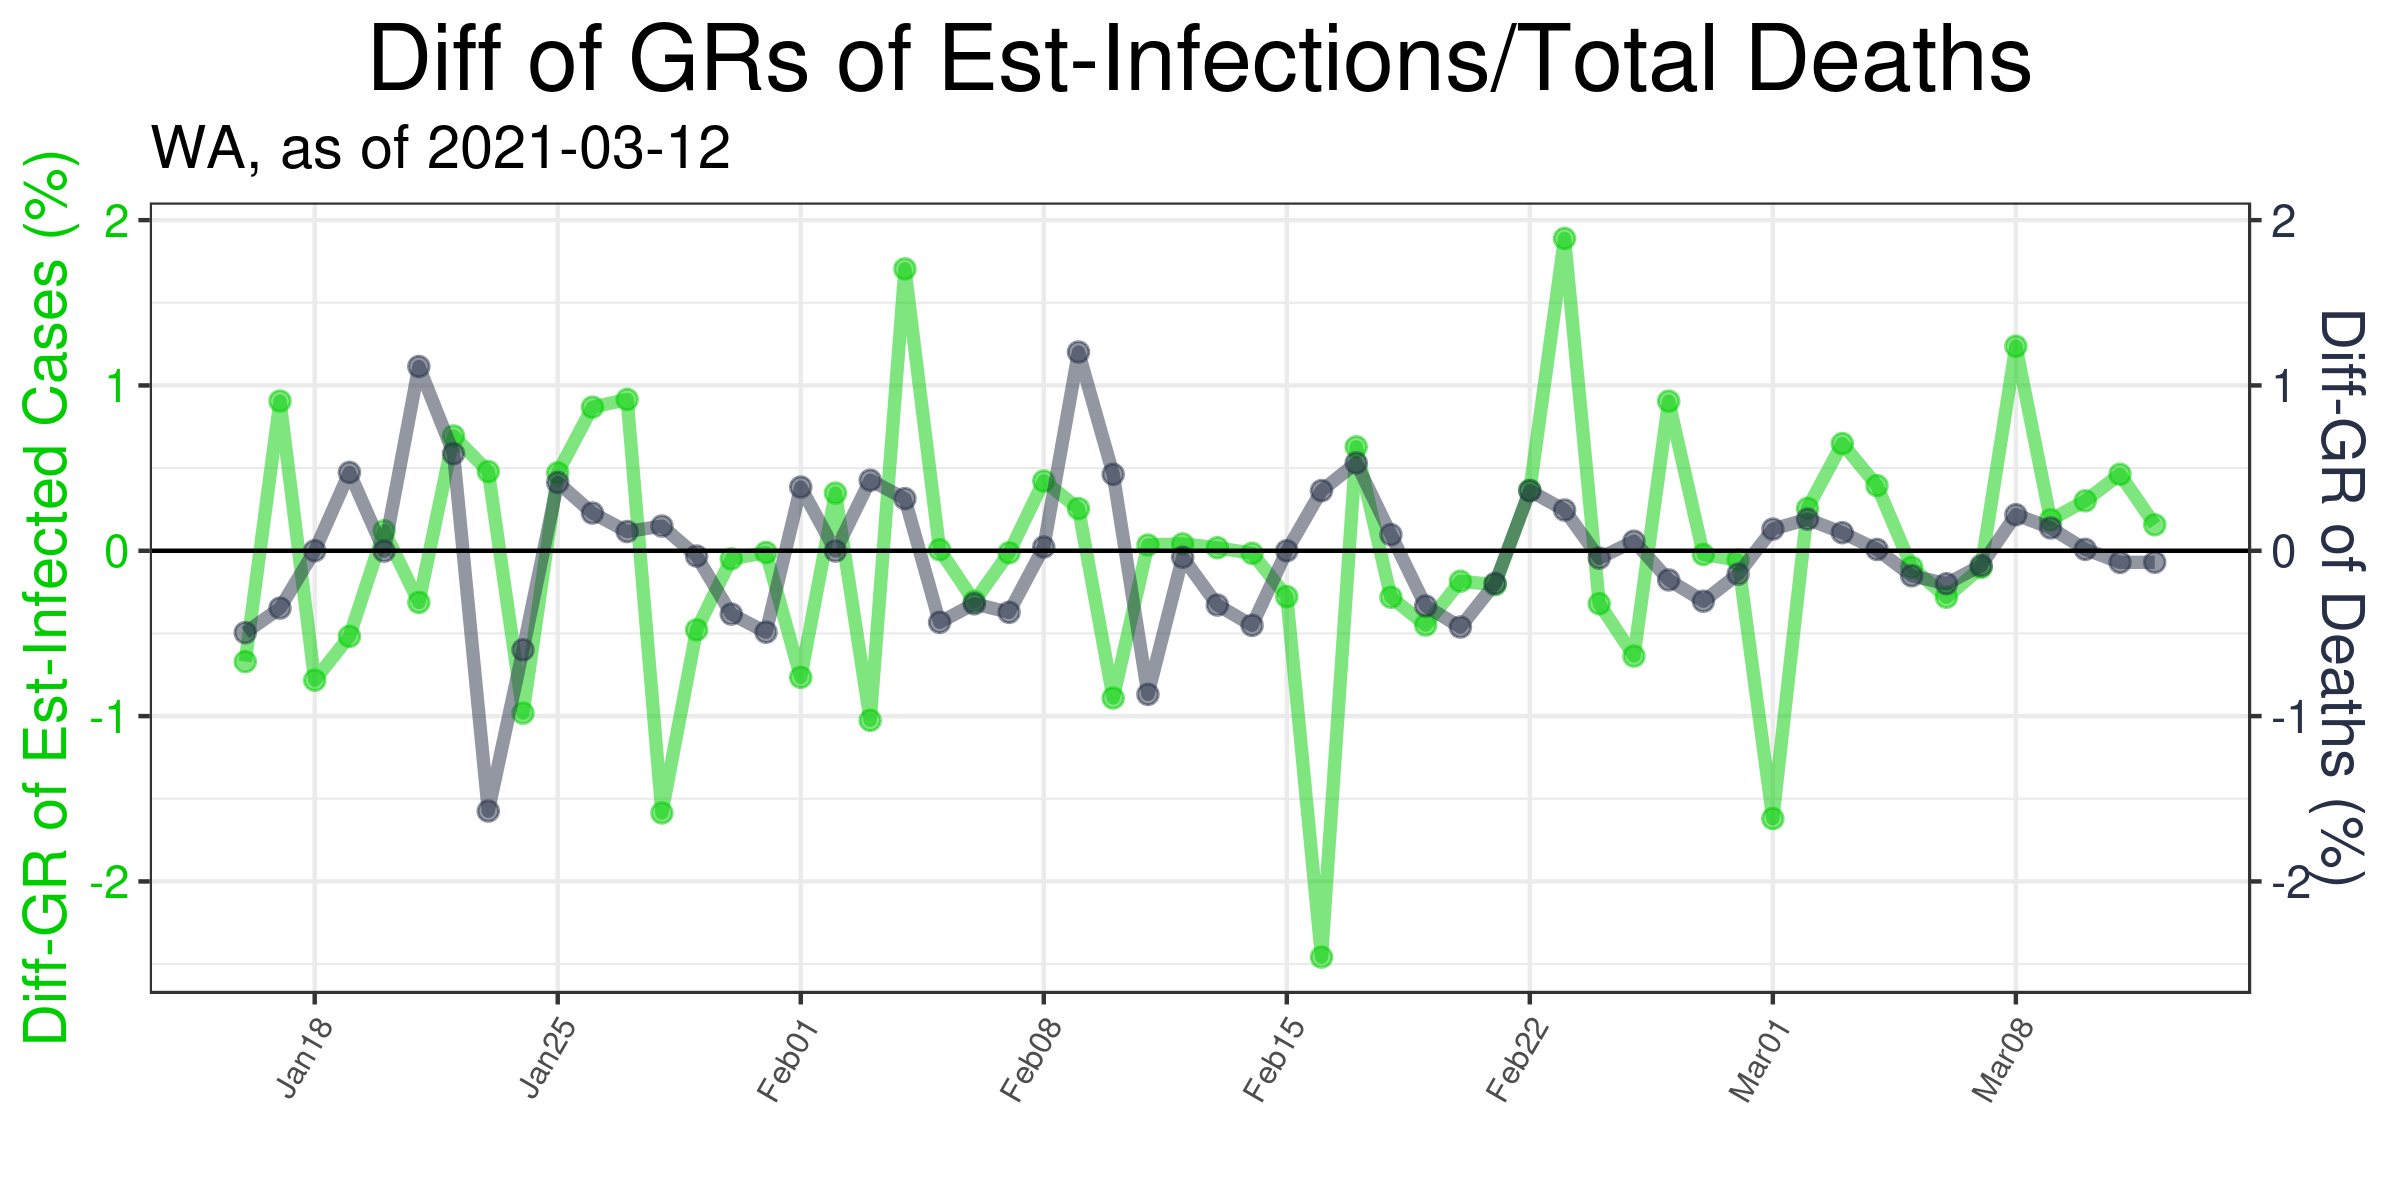 Diff of GRs of Est-Infections/Total Deaths
WA, as of 2021-03-12
Diff-GR of Est-Infected Cases (%)
2
1
0
-1
-2
2
1
0
-1
-2
Diff-GR of Deaths (%)
Jan18
Jan25
Feb01
Feb08
Feb15
Feb22
Mar01
Mar08